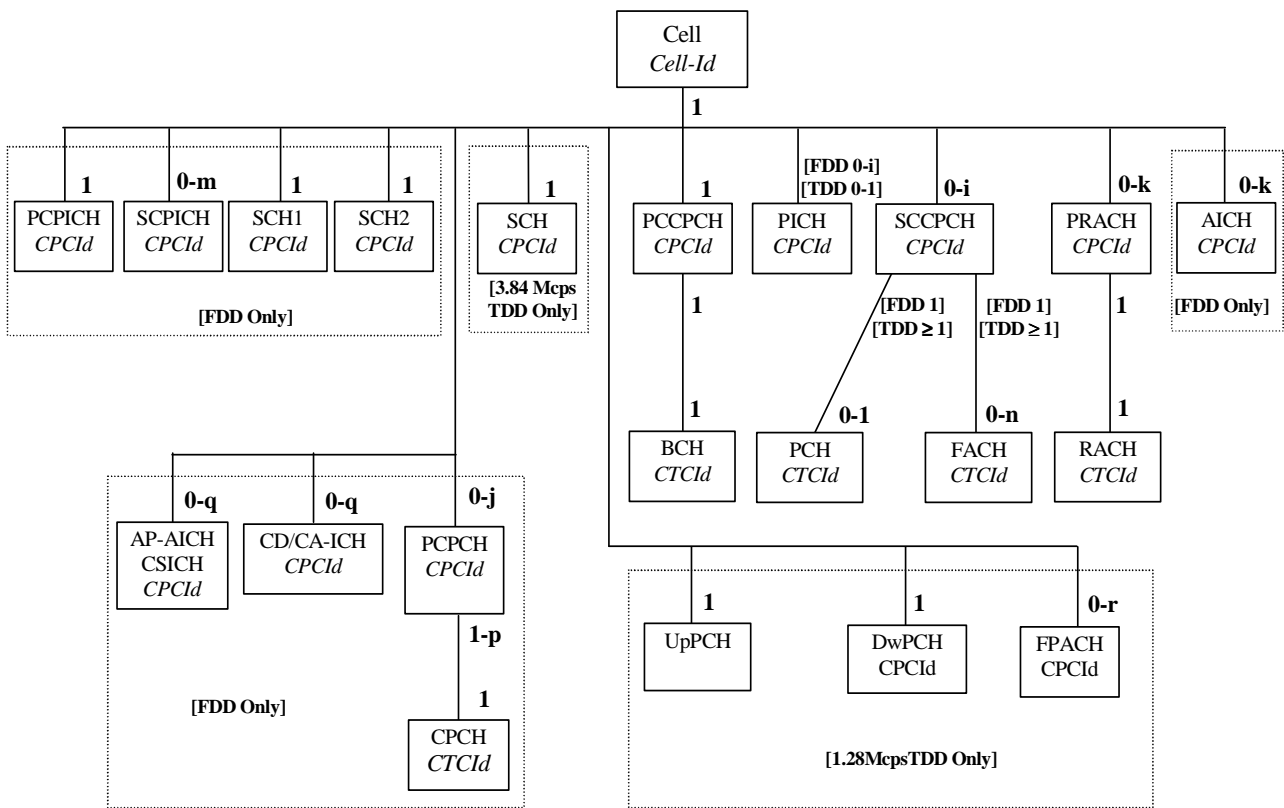 Cell
Cell-Id
1
1
PCPICH
CPCId
0-m
SCPICH
CPCId
1
SCH1
CPCId
1
SCH2
CPCId
[FDD Only]
1
SCH
CPCId
[3.84 Mcps
TDD Only]
1
PCCPCH
CPCId
[FDD 0-i]
[TDD 0-1]
PICH
CPCId
0-i
SCCPCH
CPCId
0-k
PRACH
CPCId
0-k
AICH
CPCId
[FDD Only]
1
[FDD 1]
[TDD ≥ 1]
[FDD 1]
[TDD ≥ 1]
1
1
BCH
CTCId
0-1
PCH
CTCId
0-n
FACH
CTCId
1
RACH
CTCId
0-q
AP-AICH
CSICH
CPCId
0-q
CD/CA-ICH
CPCId
0-j
PCPCH
CPCId
1-p
1
CPCH
CTCId
[FDD Only]
1
UpPCH
1
DwPCH
CPCId
0-r
FPACH
CPCId
[1.28McpsTDD Only]